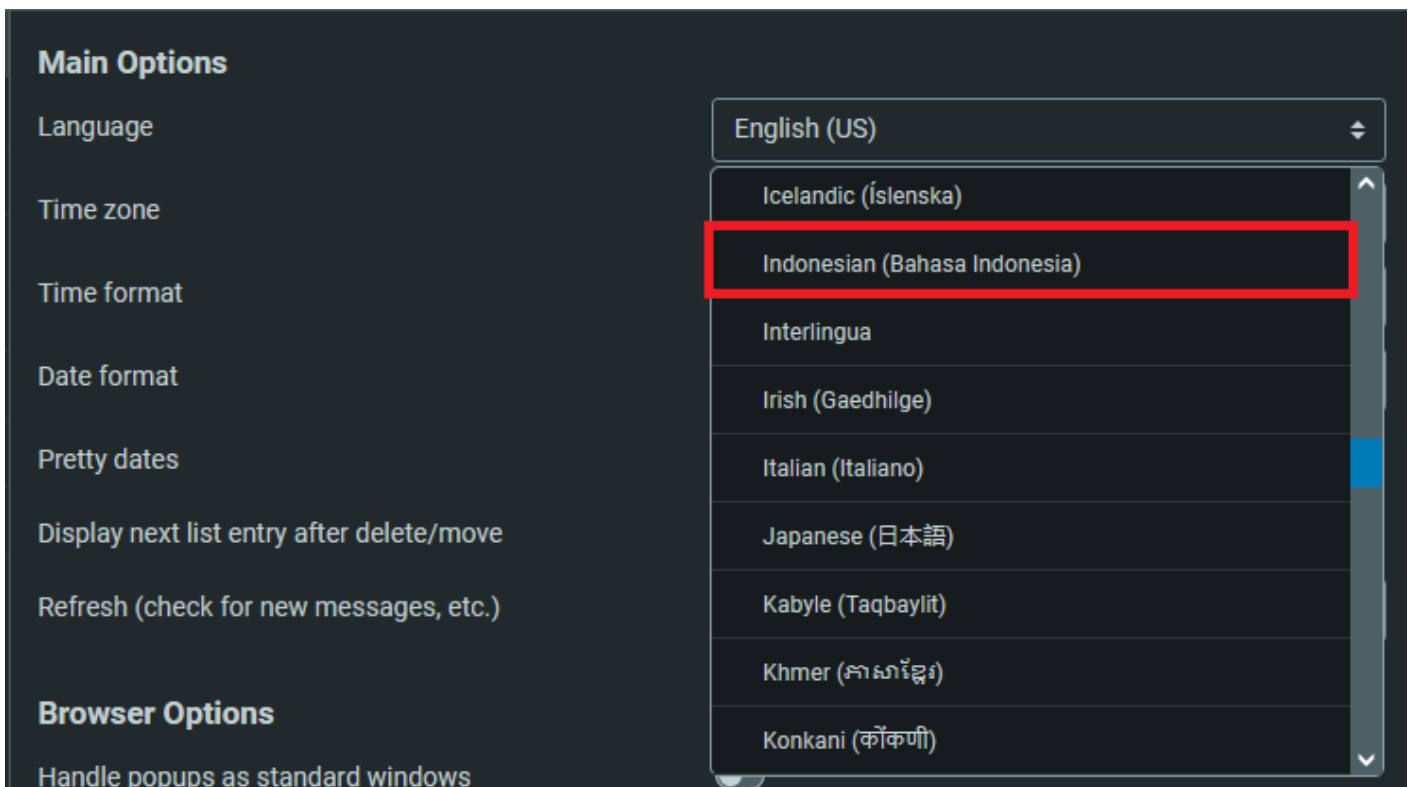 Main Options
Language
English (US)
Icelandic (Íslenska)
Time zone
Indonesian (Bahasa Indonesia)
Time format
Interlingua
Date format
Irish (Gaedhilge)
Pretty dates
Italian (Italiano)
Display next list entry after delete/move
Japanese (日本語)
Refresh (check for new messages, etc.)
Kabyle (Taqbaylit)
Khmer (ភាសាខ្មែរ)
Browser Options
Konkani (कोंकणी)
Handle popups as standard windows